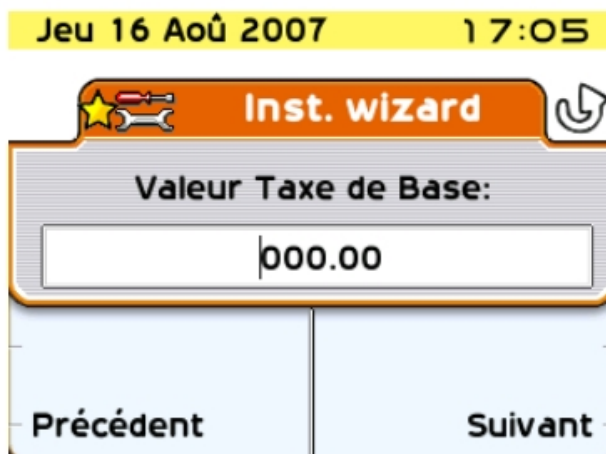 Jeu 16 Aoû 2007 17:05
Inst. wizard
Valeur Taxe de Base:
000.00
Précédent Suivant